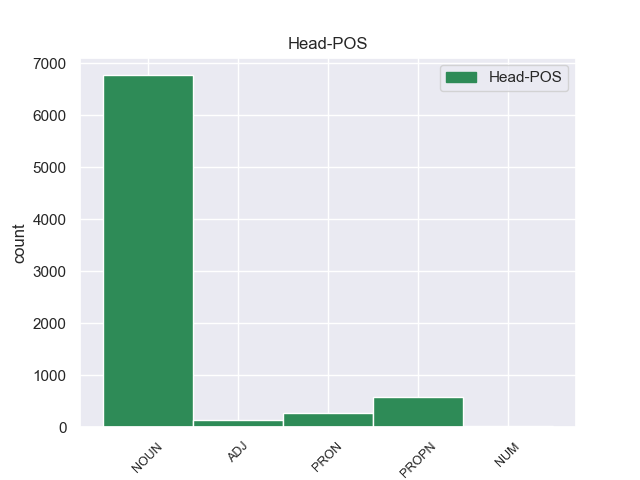 Head-POS
Head-POS
count
7000
6000
5000
4000
3000
2000
1000
0
NOUN
ADJ
PRON
PROPN
NUM